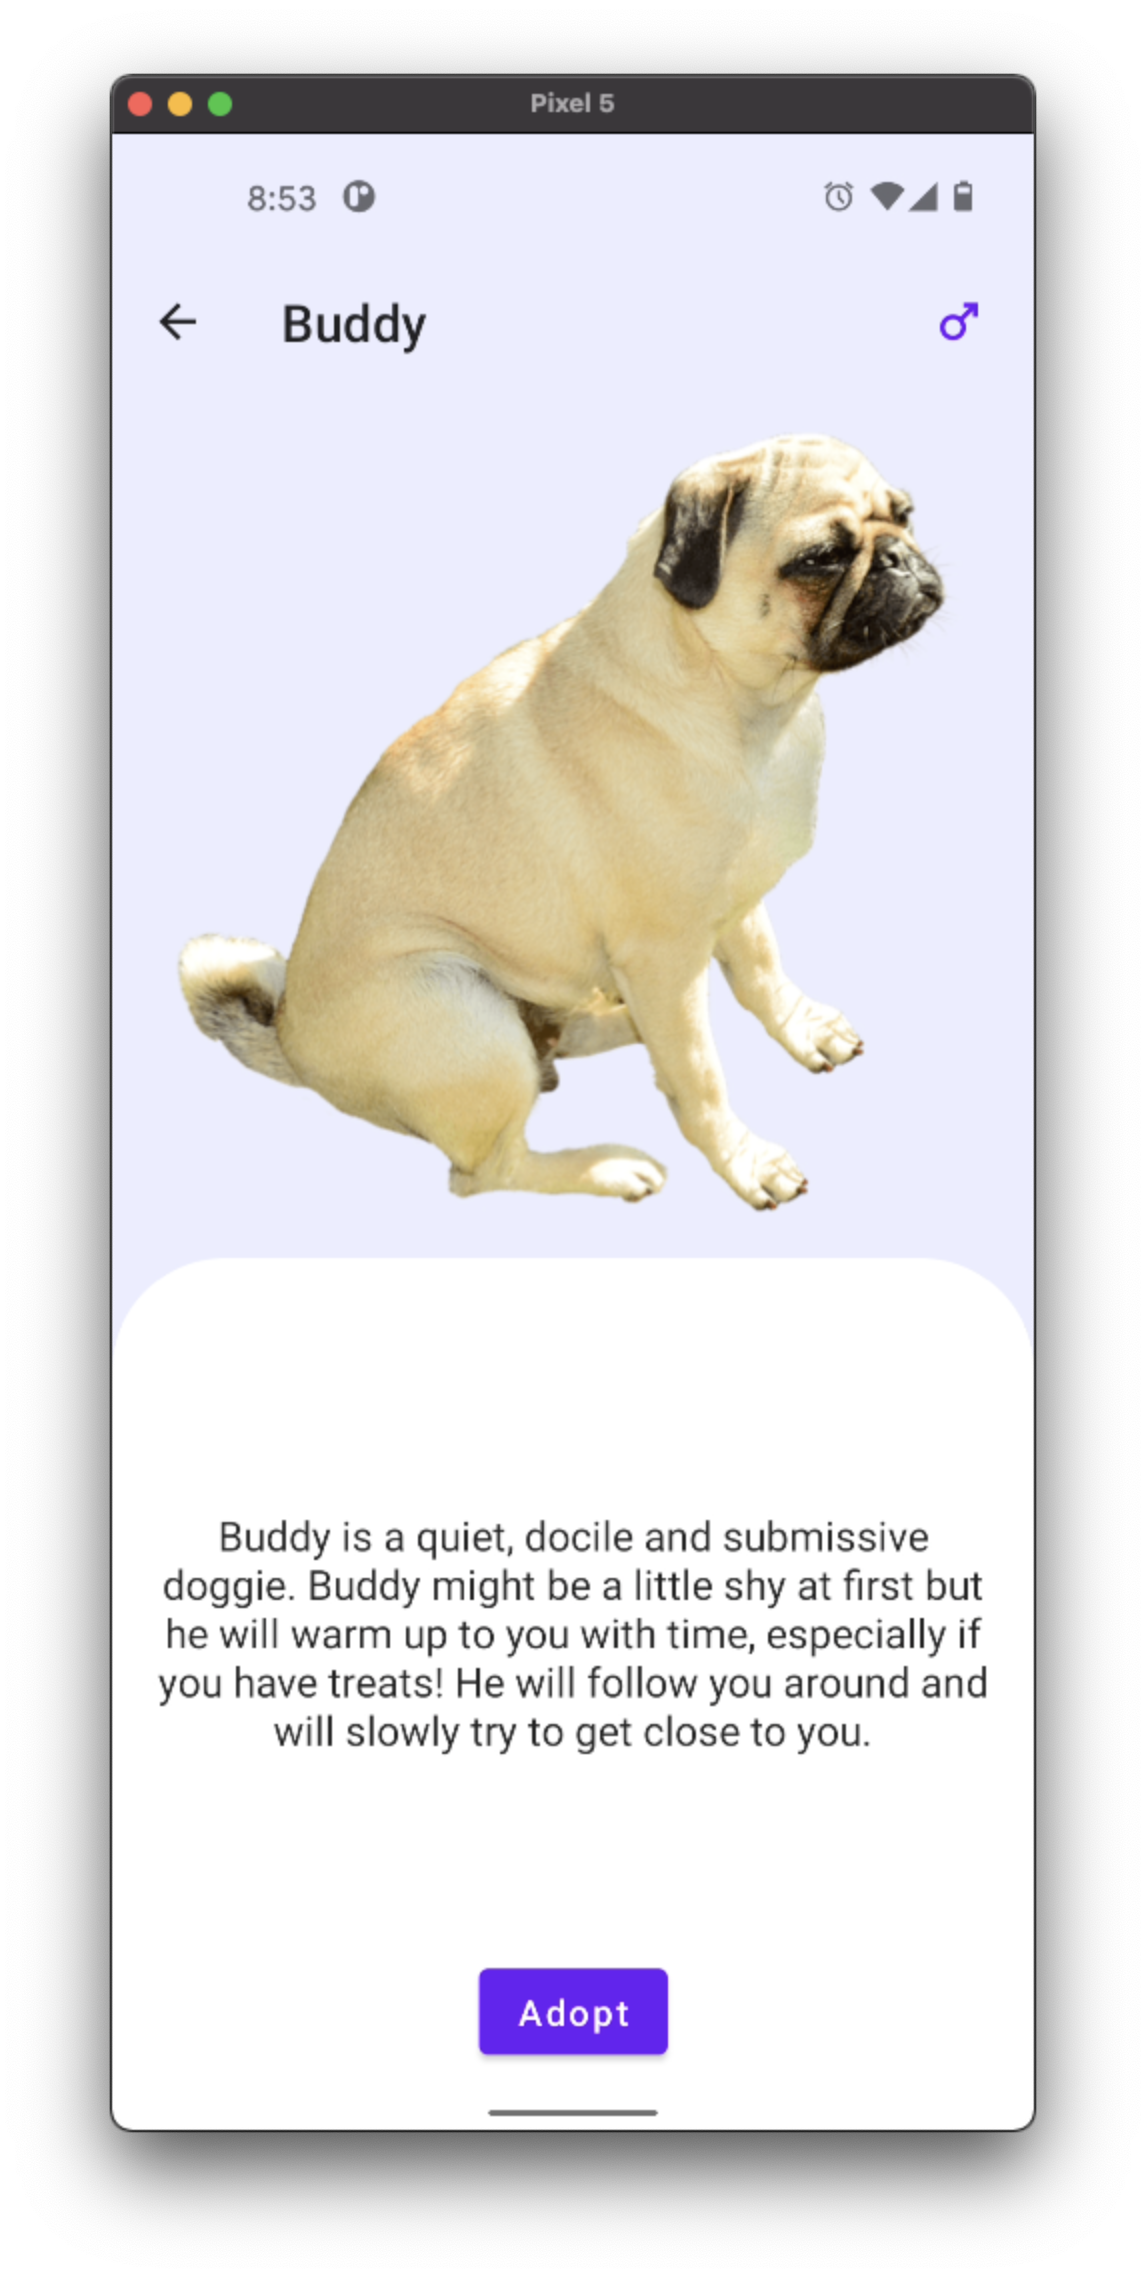 Pixel 5
8:53
Buddy
Buddy is a quiet, docile and submissive
doggie. Buddy might be a little shy at first but
he will warm up to you with time, especially if
you have treats! He will follow you around and
will slowly try to get close to you.
Adopt